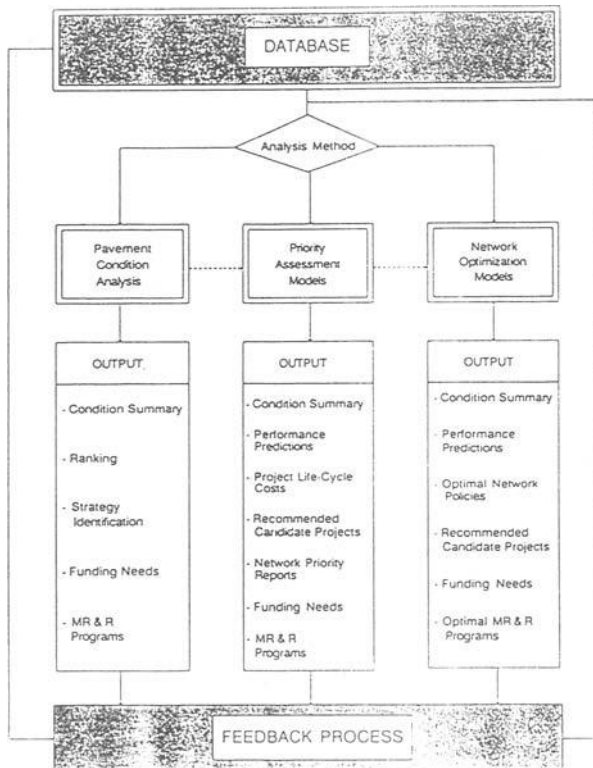 DATABASE
Analysis Method
Pavement
Condition
Analysis
Priority
Assessment
Models
Network
Optimization
Models
OUTPUT
- Condition Summary
- Ranking
- Strategy
Identification
- Funding Needs
- MR & R
Programs
OUTPUT
- Condition Summary
- Performance
Predictions
- Project Life-Cycle
Costs
- Recommended
Candidate Projects
- Network Priority
Reports
- Funding Needs
- MR & R
Programs
OUTPUT
- Condition Summary
- Performance
Predictions
- Optimal Network
Policies
- Recommended
Candidate Projects
- Funding Needs
- Optimal MR & R
Programs
FEEDBACK PROCESS